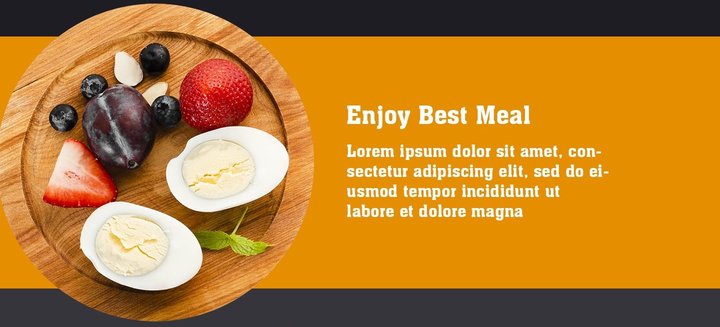 Enjoy Best Meal
Lorem ipsum dolor sit amet, con-
sectetur adipiscing elit, sed do ei-
usmod tempor incididunt ut
labore et dolore magna